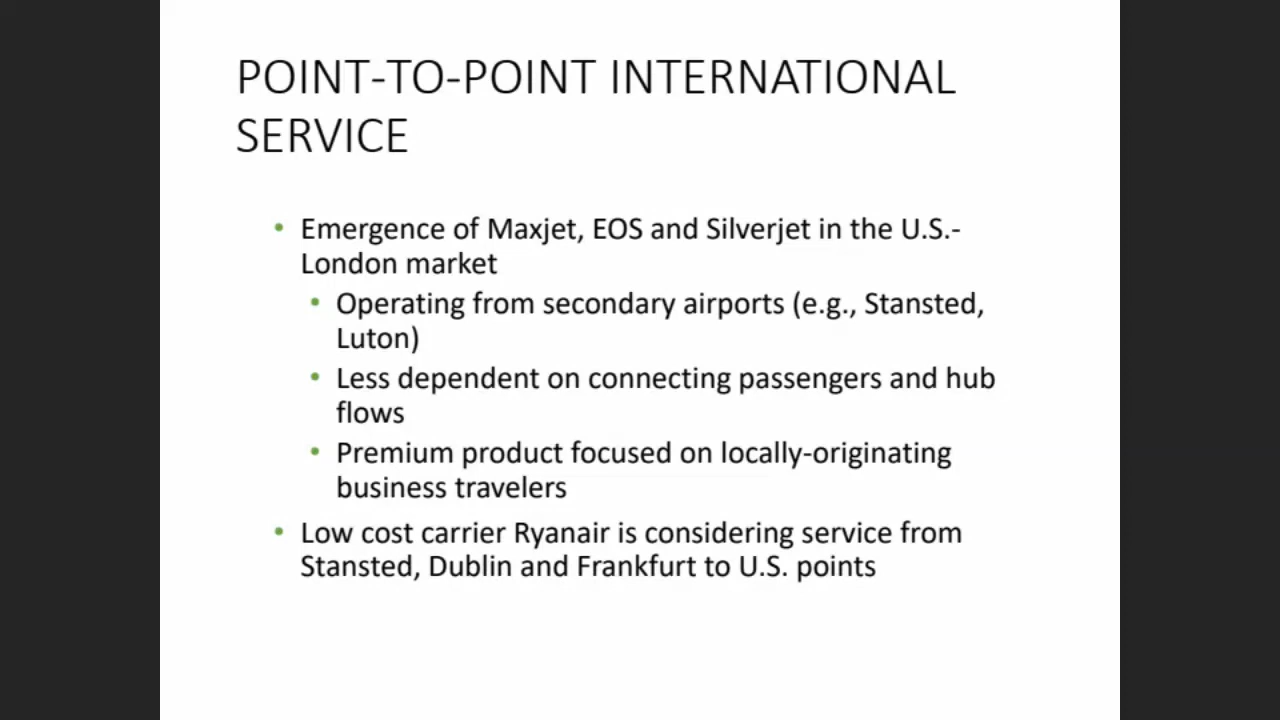 POINT-TO-POINT INTERNATIONAL
SERVICE
• Emergence of Maxjet, EOS and Silverjet in the U.S.-
London market
• Operating from secondary airports (e.g., Stansted,
Luton)
• Less dependent on connecting passengers and hub
flows
• Premium product focused on locally-originating
business travelers
• Low cost carrier Ryanair is considering service from
Stansted, Dublin and Frankfurt to U.S. points